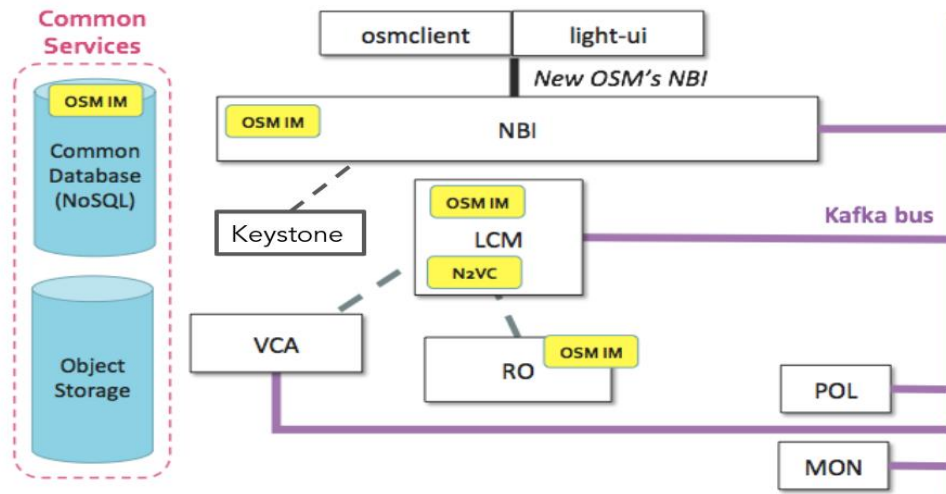 Common
Services
OSM IM
Common
Database
(NoSQL)
Object
Storage
osmclient
light-ui
New OSM's NBI
OSM IM
NBI
Keystone
OSM IM
LCM
N2VC
Kafka bus
VCA
RO
OSM IM
POL
MON